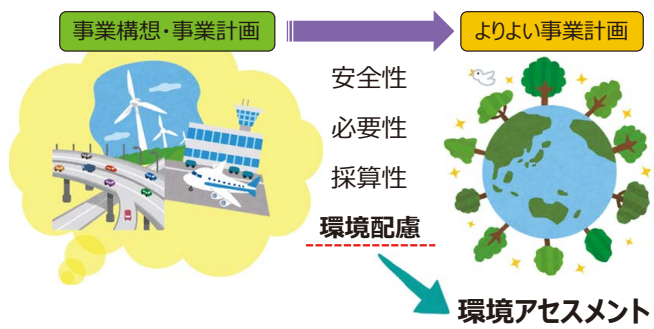 事業構想・事業計画
よりよい事業計画
安全性
必要性
採算性
環境配慮
環境アセスメント